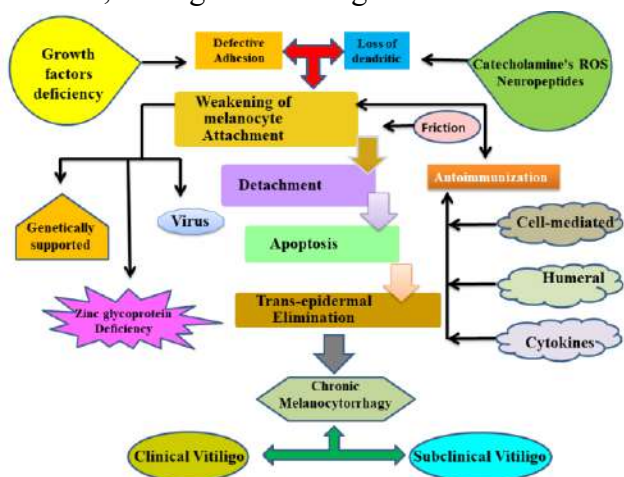 Growth
factors
deficiency
Defective
Adhesion
Loss of
dendritic
Catecholamine's ROS
Neuropeptides
Weakening of
melanocyte
Attachment
Friction
Autoimmunization
Detachment
Genetically
supported
Virus
Cell-mediated
Apoptosis
Humeral
Zinc glycoprotein
Deficiency
Trans-epidermal
Elimination
Cytokines
Chronic
Melanocytorrhagy
Clinical Vitiligo
Subclinical Vitiligo